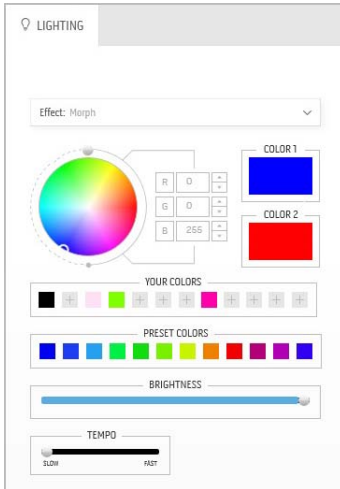 LIGHTING
Effect: Morph
COLOR 1
R 0
G 0
B 255
COLOR 2
YOUR COLORS
PRESET COLORS
BRIGHTNESS
TEMPO
SLOW FAST